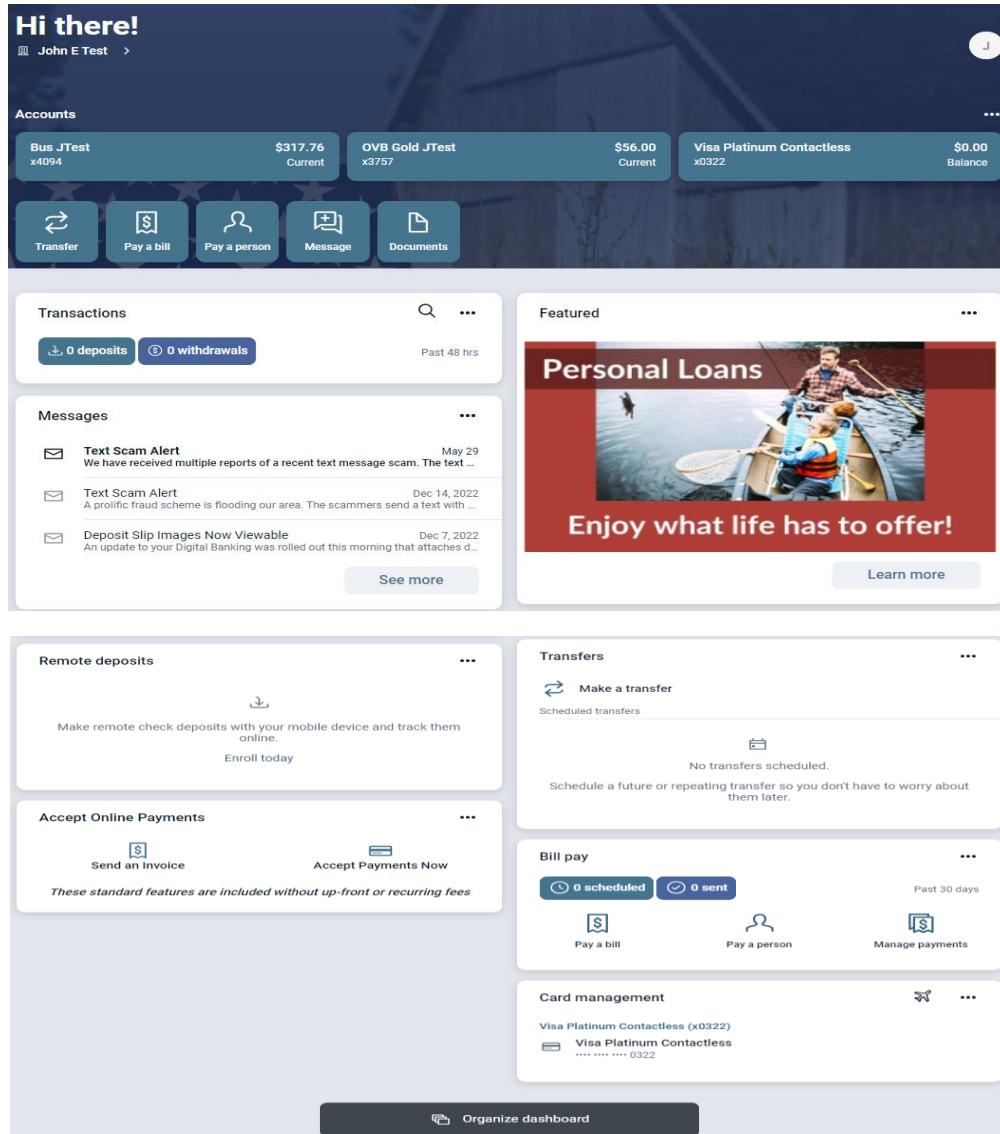 Hi there!
John E Test
J
Accounts
Bus JTest $317.76
x4094 Current
OVB Gold JTest $56.00
x3757 Current
Visa Platinum Contactless $0.00
x0322 Balance
Transfer
Pay a bill
Pay a person
Message
Documents
Transactions
0 deposits 0 withdrawals Past 48 hrs
Messages
Text Scam Alert May 29
We have received multiple reports of a recent text message scam. The text ...
Text Scam Alert Dec 14, 2022
A prolific fraud scheme is flooding our area. The scammers send a text with ...
Deposit Slip Images Now Viewable Dec 7, 2022
An update to your Digital Banking was rolled out this morning that attaches d...
See more
Featured
Personal Loans
Enjoy what life has to offer!
Learn more
Remote deposits
Make remote check deposits with your mobile device and track them
online.
Enroll today
Accept Online Payments
Send an Invoice Accept Payments Now
These standard features are included without up-front or recurring fees
Transfers
Make a transfer
Scheduled transfers
No transfers scheduled.
Schedule a future or repeating transfer so you don't have to worry about
them later.
Bill pay
0 scheduled 0 sent Past 30 days
Pay a bill Pay a person Manage payments
Card management
Visa Platinum Contactless (x0322)
Visa Platinum Contactless
•••• •••• •••• 0322
Organize dashboard